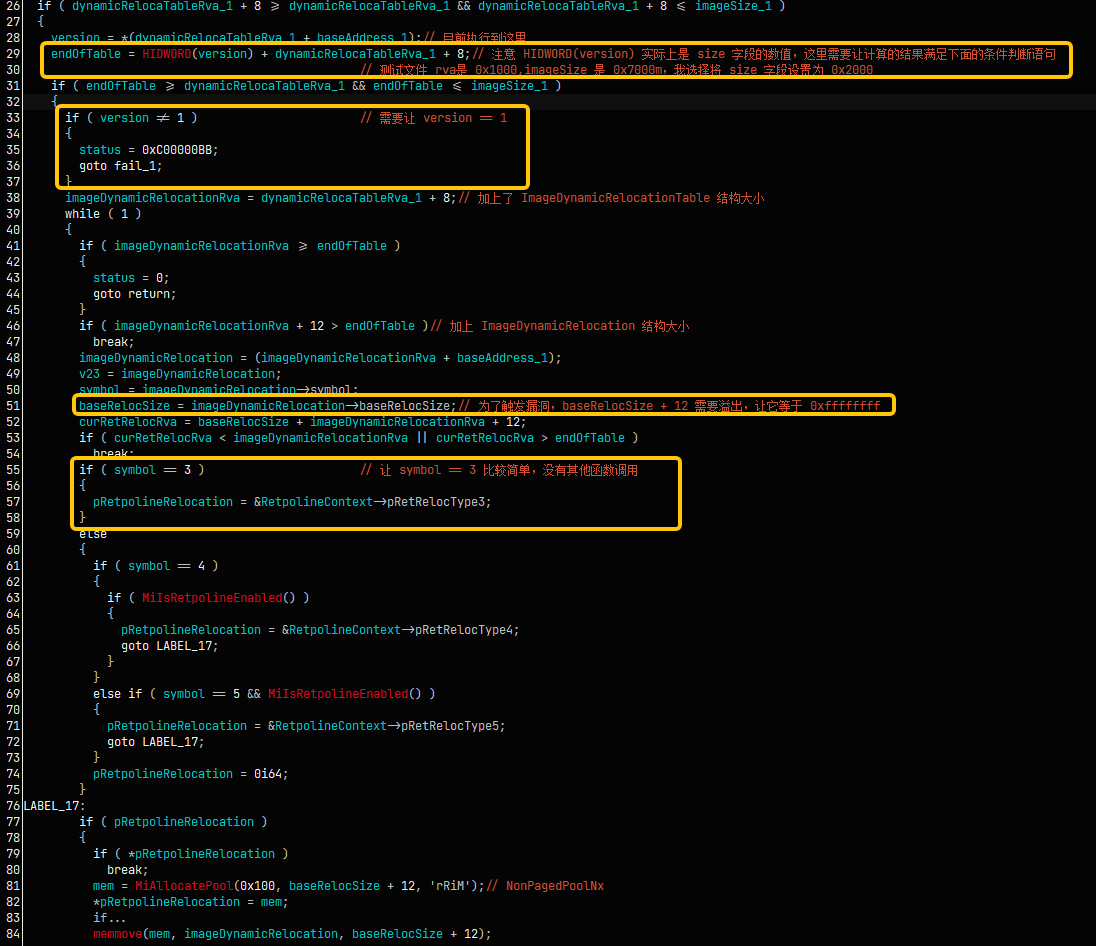 26 if ( dynamicRelocaTableRva_1 + 8 ≥ dynamicRelocaTableRva_1 && dynamicRelocaTableRva_1 + 8 ≤ imageSize_1 )
27 {
28 version = *(dynamicRelocaTableRva_1 + baseAddress_1);// 目前执行到这里
29 endOfTable = HIDWORD(version) + dynamicRelocaTableRva_1 + 8;// 注意 HIDWORD(version) 实际上是 size 字段的数值，这里需要让计算的结果满足下面的条件判断语句
30 // 测试文件 rva是 0x1000,imageSize 是 0x7000m，我选择将 size 字段设置为 0x2000
31 if ( endOfTable ≥ dynamicRelocaTableRva_1 && endOfTable ≤ imageSize_1 )
32 {
33 if ( version ≠ 1 ) // 需要让 version == 1
34 {
35 status = 0xC00000BB;
36 goto fail_1;
37 }
38 imageDynamicRelocationRva = dynamicRelocaTableRva_1 + 8;// 加上了 ImageDynamicRelocationTable 结构大小
39 while ( 1 )
40 {
41 if ( imageDynamicRelocationRva ≥ endOfTable )
42 {
43 status = 0;
44 goto return;
45 }
46 if ( imageDynamicRelocationRva + 12 > endOfTable )// 加上 ImageDynamicRelocation 结构大小
47 break;
48 imageDynamicRelocation = (imageDynamicRelocationRva + baseAddress_1);
49 v23 = imageDynamicRelocation;
50 symbol = imageDynamicRelocation→symbol;
51 baseRelocSize = imageDynamicRelocation→baseRelocSize;// 为了触发漏洞，baseRelocSize + 12 需要溢出，让它等于 0xffffffff
52 curRetRelocRva = baseRelocSize + imageDynamicRelocationRva + 12;
53 if ( curRetRelocRva < imageDynamicRelocationRva || curRetRelocRva > endOfTable )
54 break;
55 if ( symbol == 3 ) // 让 symbol == 3 比较简单，没有其他函数调用
56 {
57 pRetpolineRelocation = &RetpolineContext→pRetRelocType3;
58 }
59 else
60 {
61 if ( symbol == 4 )
62 {
63 if ( MiIsRetpolineEnabled() )
64 {
65 pRetpolineRelocation = &RetpolineContext→pRetRelocType4;
66 goto LABEL_17;
67 }
68 }
69 else if ( symbol == 5 && MiIsRetpolineEnabled() )
70 {
71 pRetpolineRelocation = &RetpolineContext→pRetRelocType5;
72 goto LABEL_17;
73 }
74 pRetpolineRelocation = 0i64;
75 }
76 LABEL_17:
77 if ( pRetpolineRelocation )
78 {
79 if ( *pRetpolineRelocation )
80 break;
81 mem = MiAllocatePool(0x100, baseRelocSize + 12, 'rRiM');// NonPagedPoolNx
82 *pRetpolineRelocation = mem;
83 if...
84 memmove(mem, imageDynamicRelocation, baseRelocSize + 12);